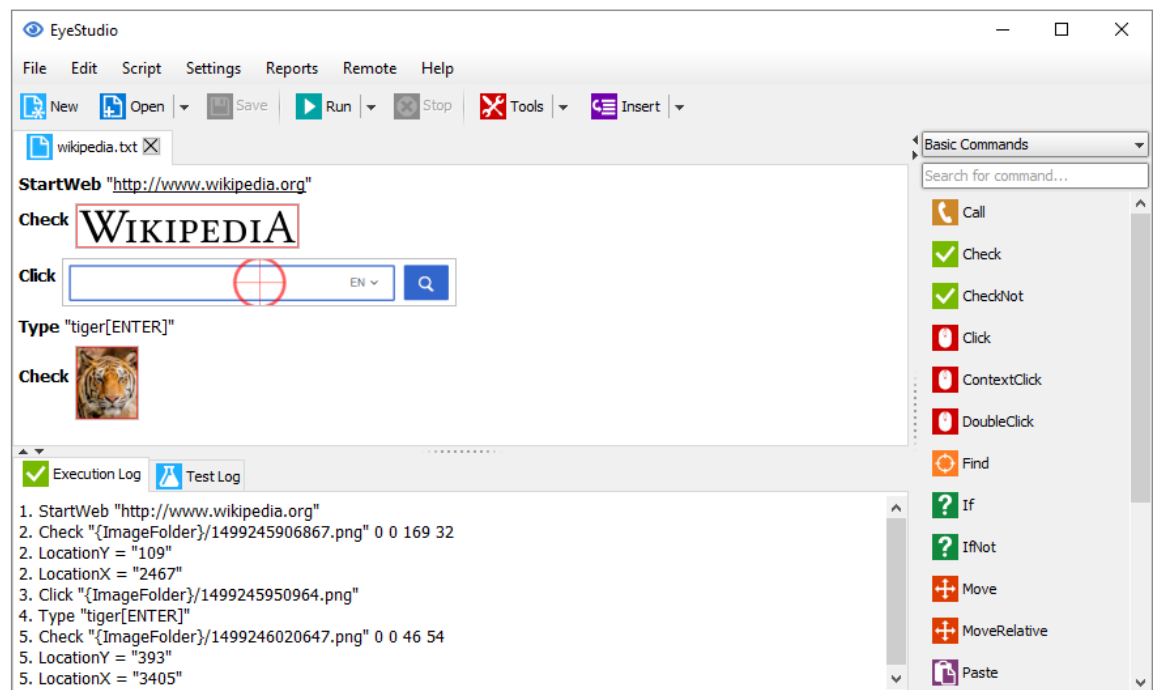 EyeStudio
File Edit Script Settings Reports Remote Help
New Open Save Run Stop Tools Insert
wikipedia.txt
StartWeb "http://www.wikipedia.org"
Check WIKIPEDIA
Click EN
Type "tiger[ENTER]"
Check
Basic Commands
Search for command...
Call
Check
CheckNot
Click
ContextClick
DoubleClick
Find
If
IfNot
Move
MoveRelative
Paste
Execution Log Test Log
1. StartWeb "http://www.wikipedia.org"
2. Check "{ImageFolder}/1499245906867.png" 0 0 169 32
2. LocationY = "109"
2. LocationX = "2467"
3. Click "{ImageFolder}/1499245950964.png"
4. Type "tiger[ENTER]"
5. Check "{ImageFolder}/1499246020647.png" 0 0 46 54
5. LocationY = "393"
5. LocationX = "3405"